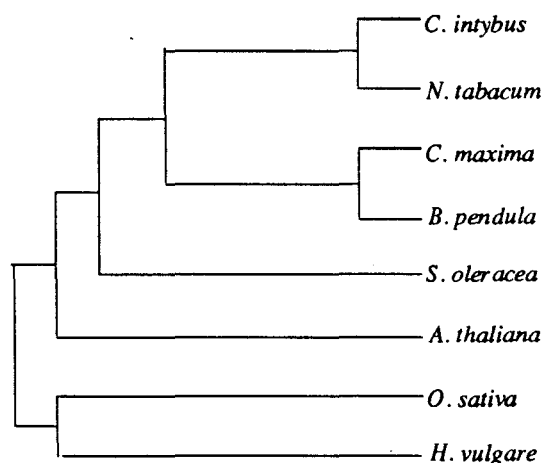 C. intybus
N. tabacum
C. maxima
B. pendula
S. oleracea
A. thaliana
O. sativa
H. vulgare